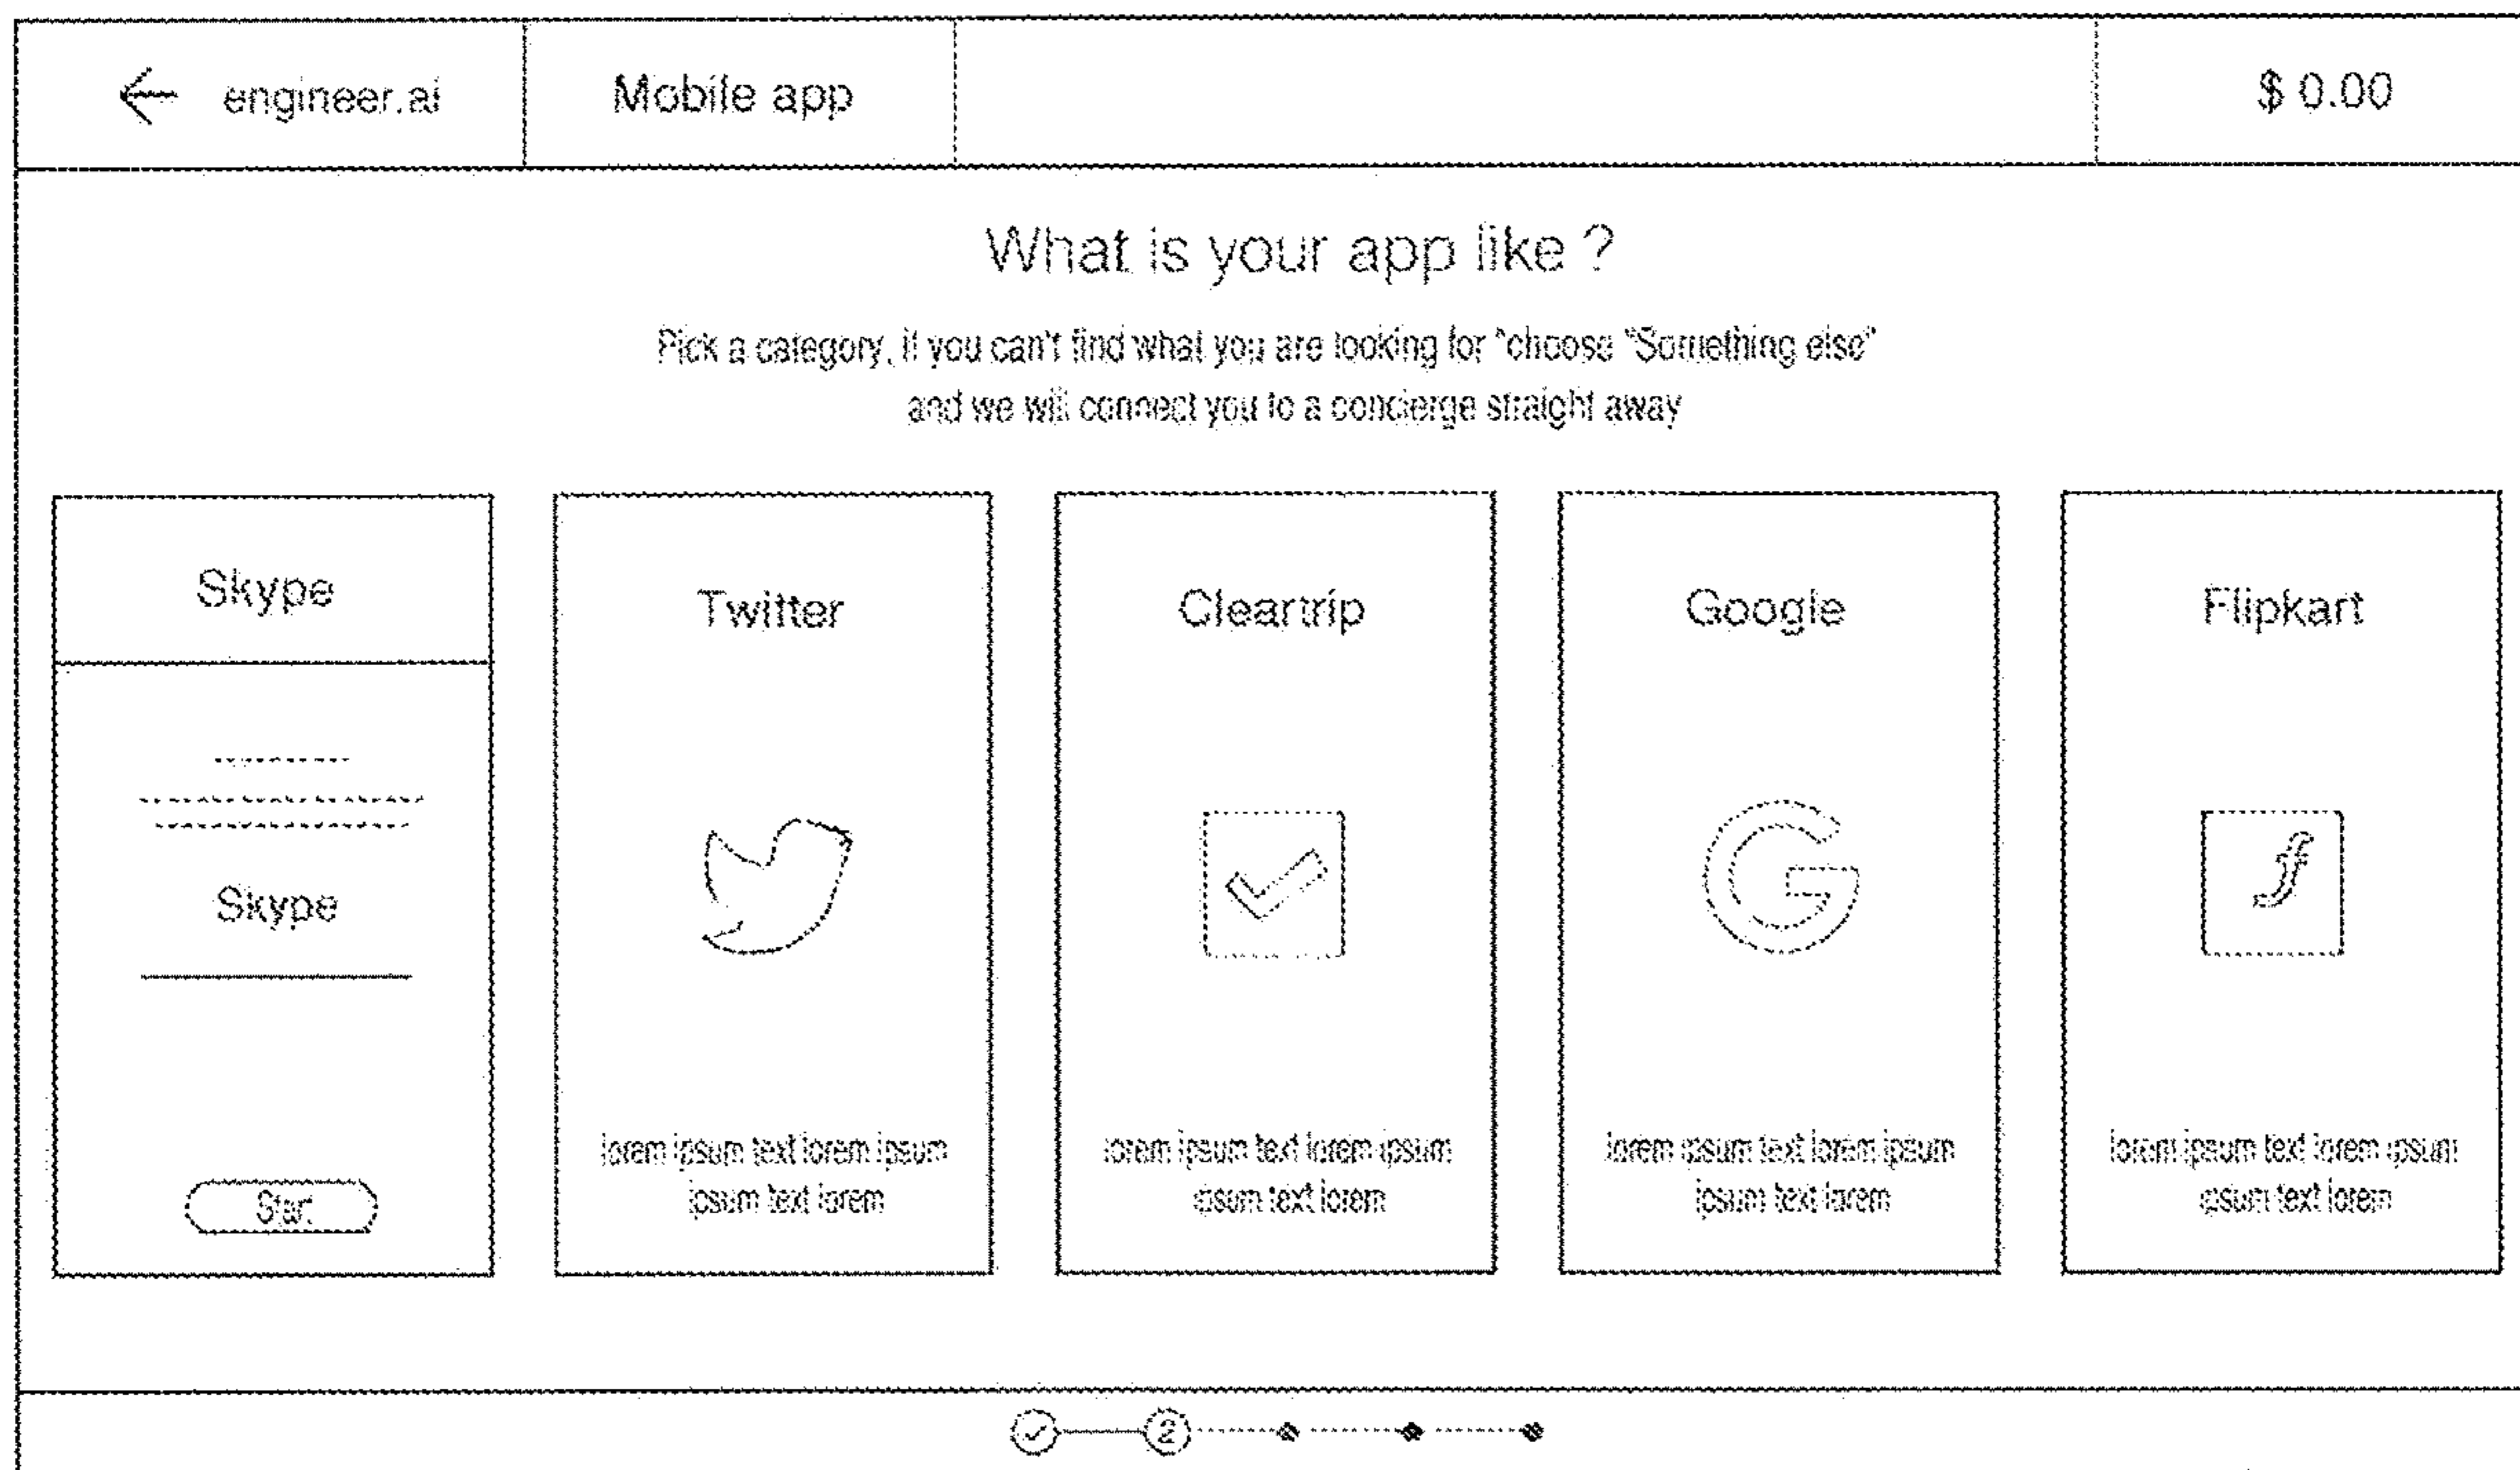 ← engineer.ai
Mobile app
$ 0.00
What is your app like ?
Pick a category, if you can't find what you are looking for "choose "Something else"
and we will connect you to a concierge straight away
Skype
Skype
Start
Twitter
lorem ipsum text lorem ipsum
ipsum text lorem
Cleartrip
lorem ipsum text lorem ipsum
ipsum text lorem
Google
lorem ipsum text lorem ipsum
ipsum text lorem
Flipkart
f
lorem ipsum text lorem ipsum
ipsum text lorem
2